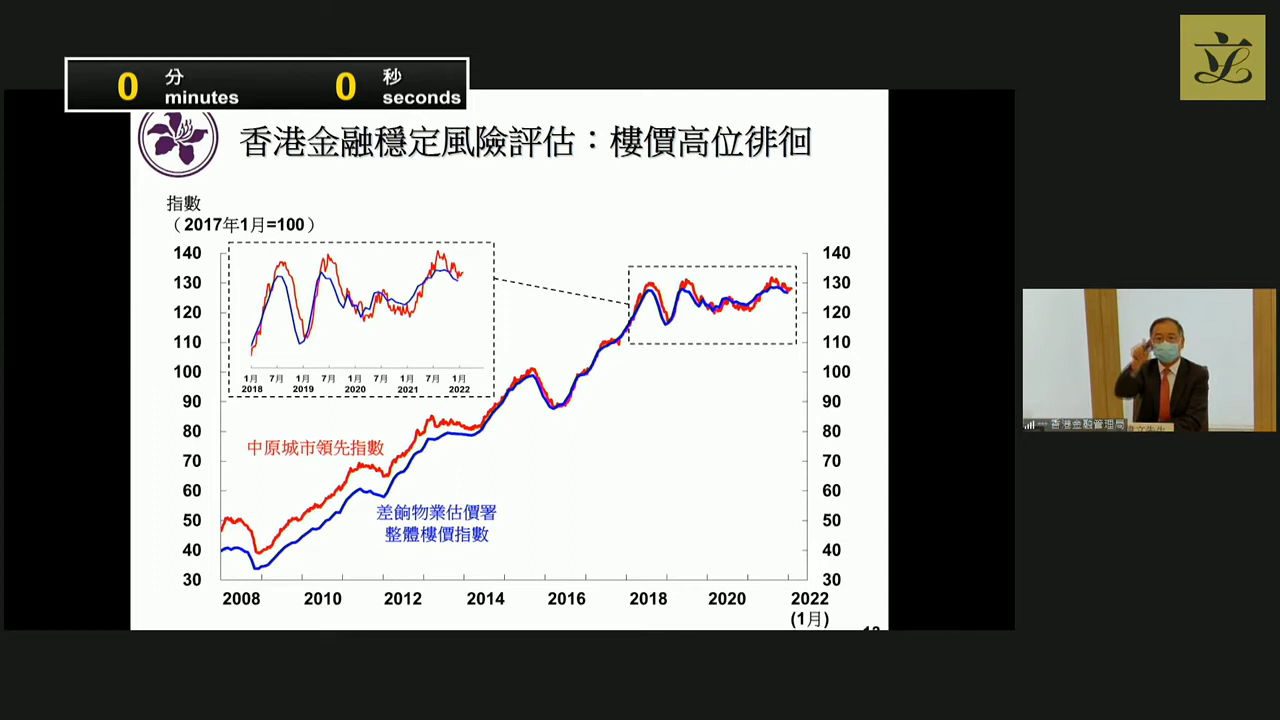 0 分 0 秒
minutes seconds
立
香港金融穩定風險評估：樓價高位徘徊
指數
（2017年1月=100）
140 140
130 130
120 120
110 110
100 100
90 90
80 80
70 70
60 60
50 50
40 40
30 30
1月 7月 1月 7月 1月 7月 1月 7月 1月
2018 2019 2020 2021 2022
中原城市領先指數
差餉物業估價署
整體樓價指數
2008 2010 2012 2014 2016 2018 2020 2022
(1月)
香港金融管理局